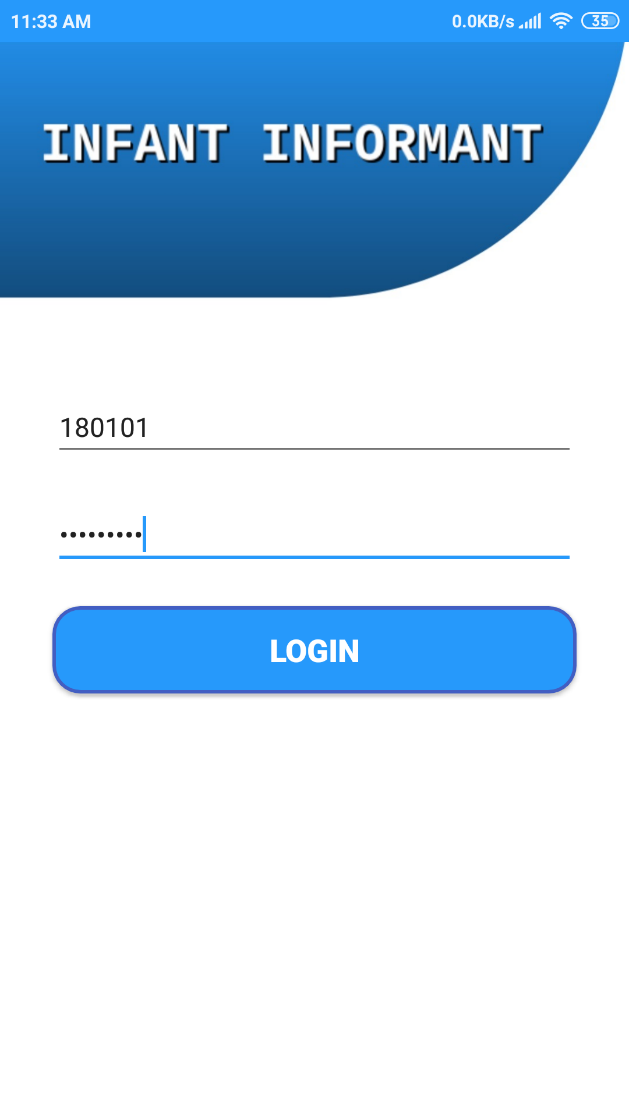 11:33 AM 0.0KB/s 35
INFANT INFORMANT
180101
•••••••••
LOGIN